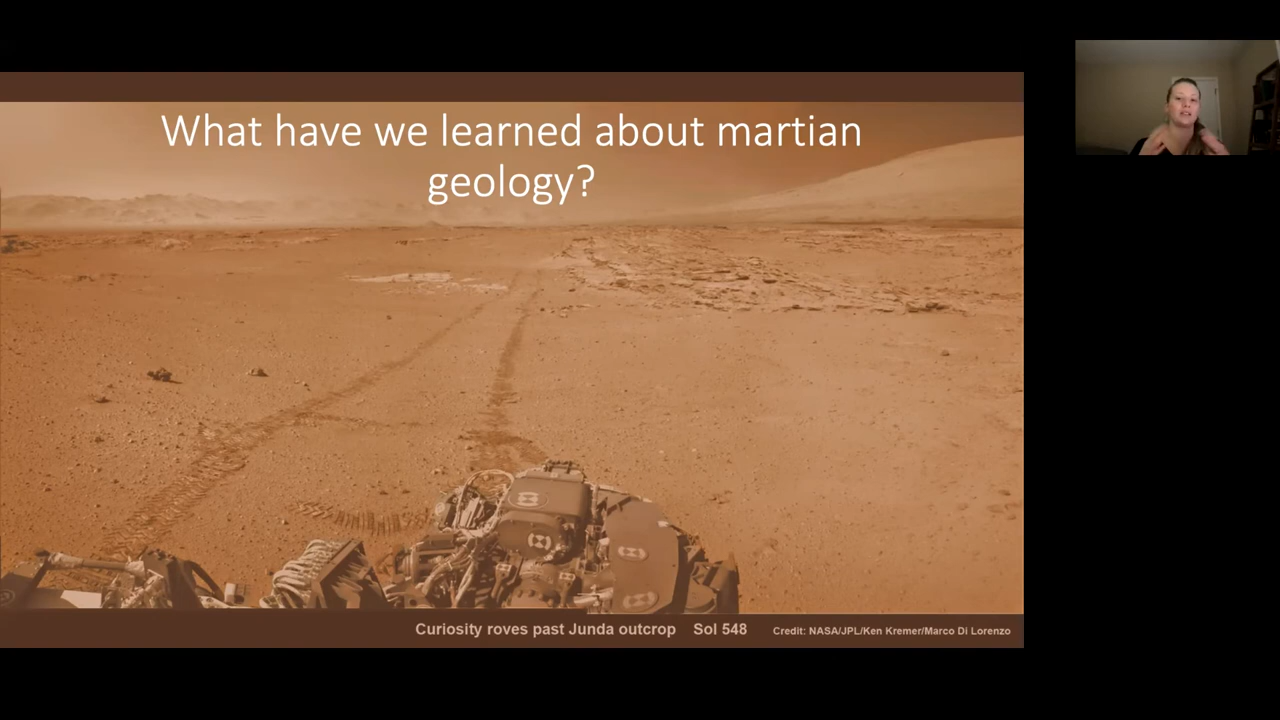 What have we learned about martian
geology?
Curiosity roves past Junda outcrop Sol 548 Credit: NASA/JPL/Ken Kremer/Marco Di Lorenzo